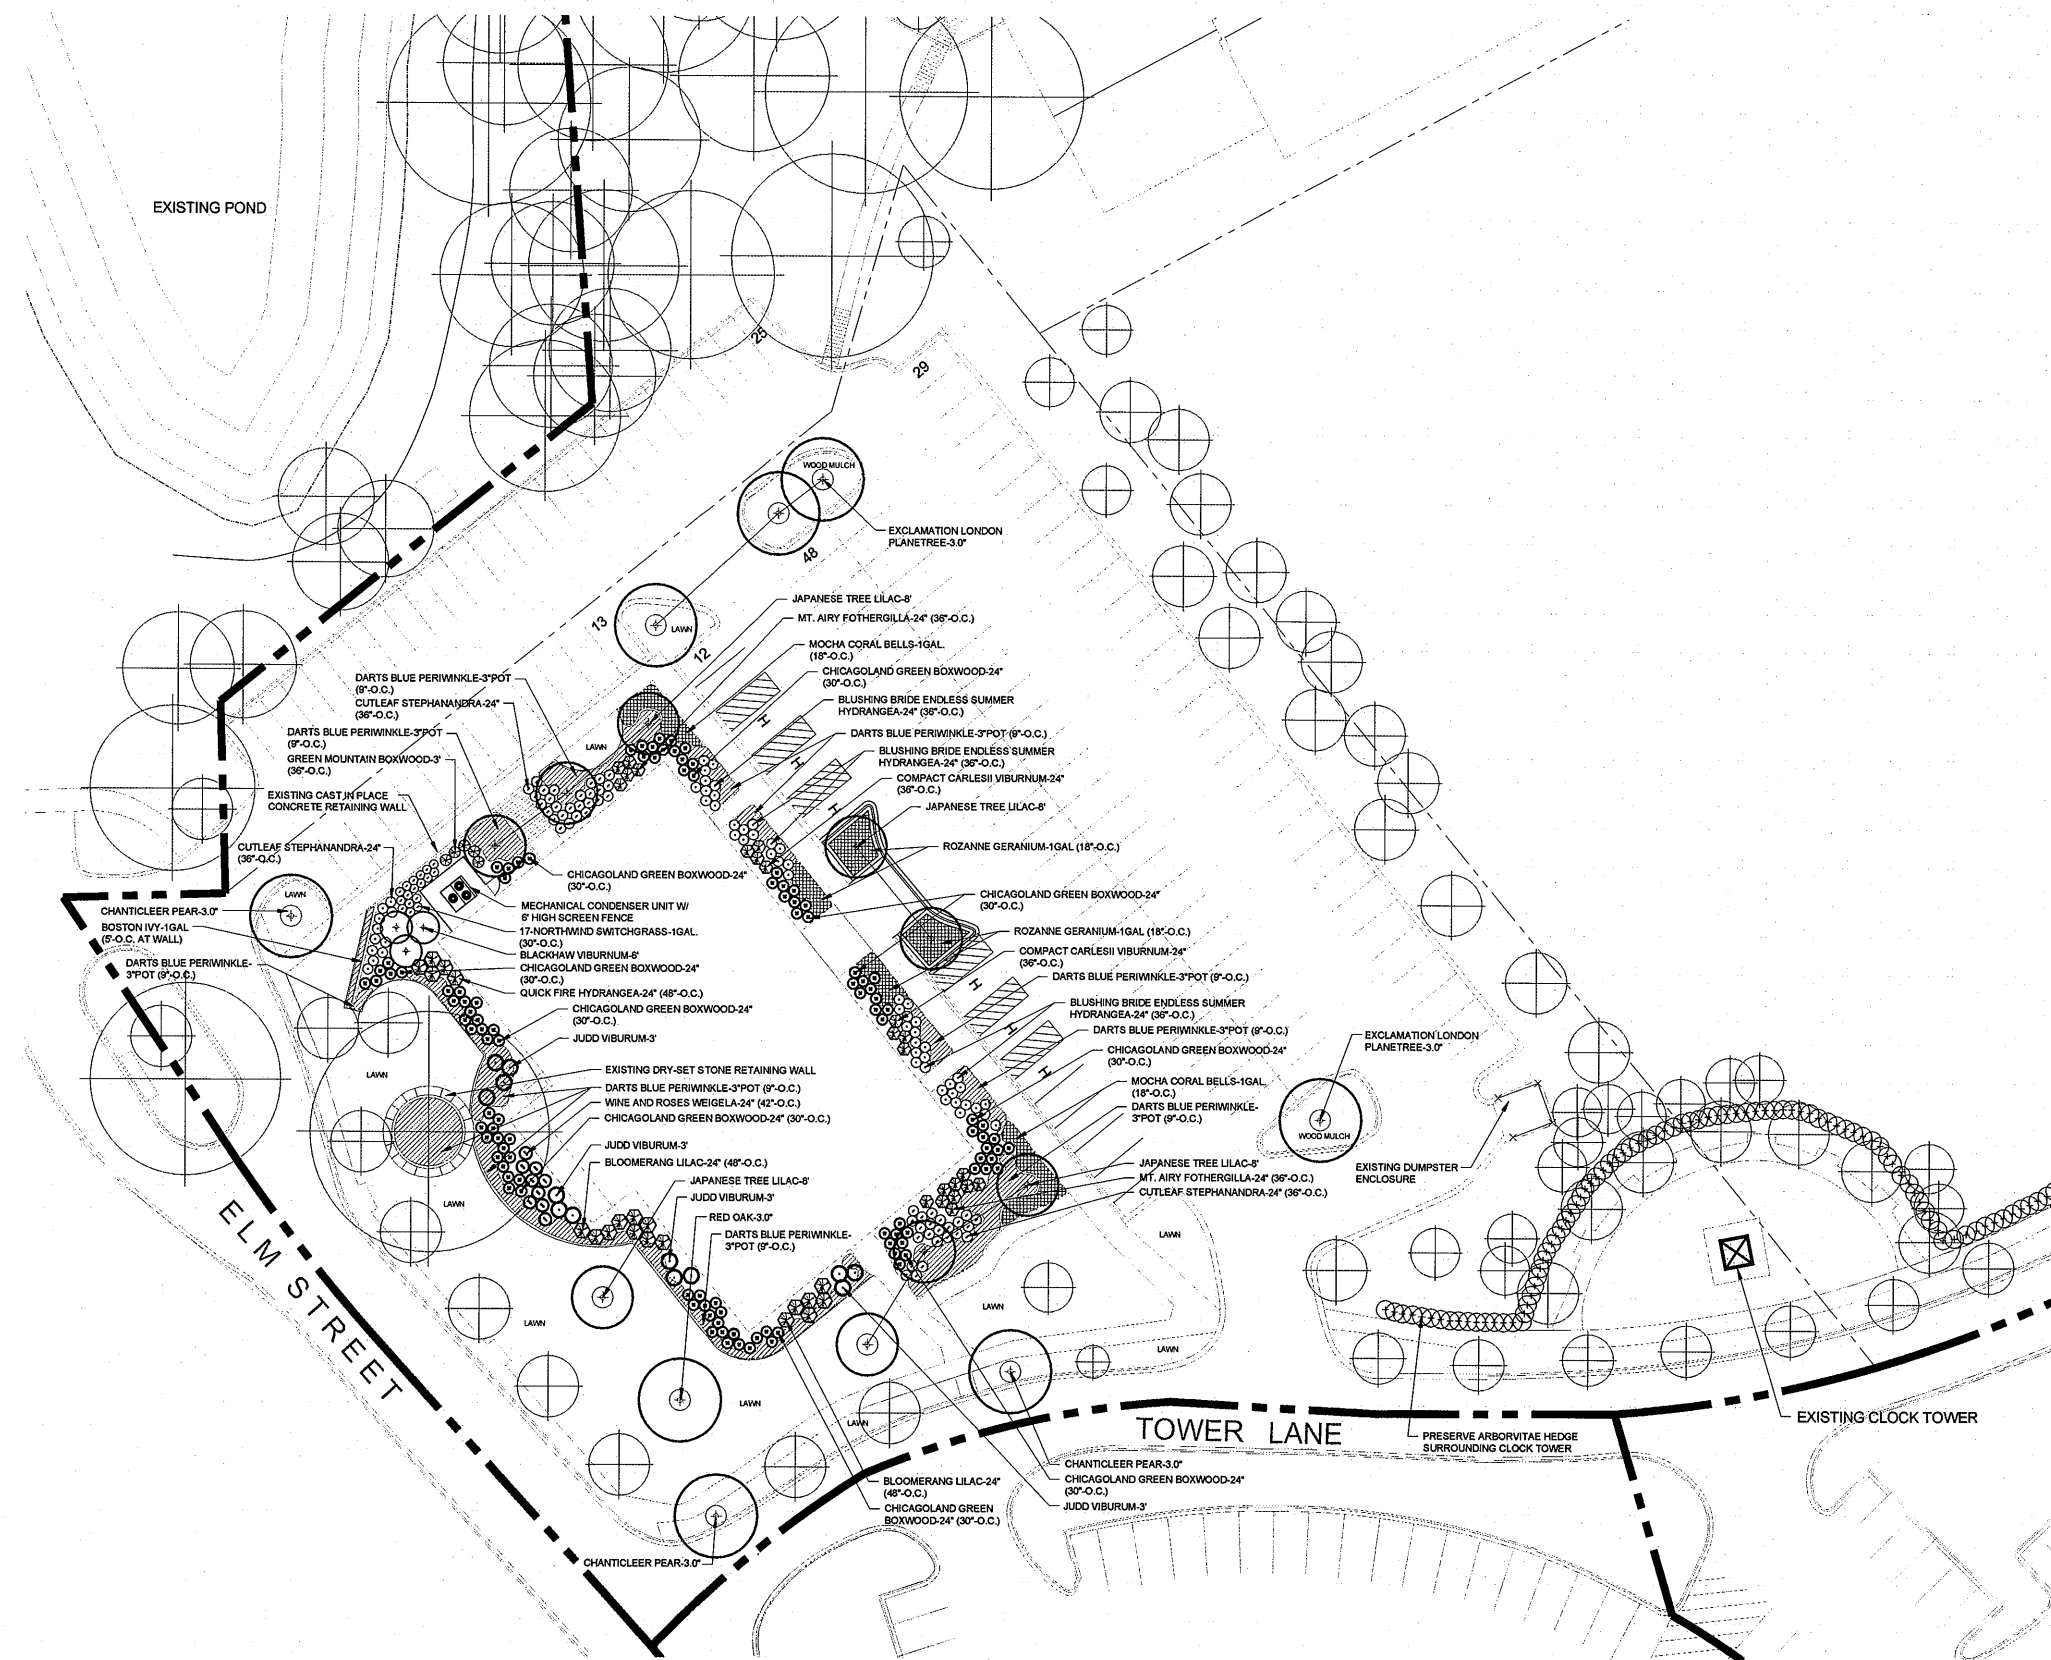 EXISTING POND
25
29
WOOD MULCH
EXCLAMATION LONDON
PLANETREE-3.0"
48
13
LAWN
12
JAPANESE TREE LILAC-8'
MT. AIRY FOTHERGILLA-24" (36"-O.C.)
MOCHA CORAL BELLS-1GAL.
(18"-O.C.)
CHICAGOLAND GREEN BOXWOOD-24"
(30"-O.C.)
BLUSHING BRIDE ENDLESS SUMMER
HYDRANGEA-24" (36"-O.C.)
DARTS BLUE PERIWINKLE-3"POT (9"-O.C.)
BLUSHING BRIDE ENDLESS SUMMER
HYDRANGEA-24" (36"-O.C.)
COMPACT CARLESII VIBURNUM-24"
(36"-O.C.)
JAPANESE TREE LILAC-8'
ROZANNE GERANIUM-1GAL (18"-O.C.)
CHICAGOLAND GREEN BOXWOOD-24"
(30"-O.C.)
ROZANNE GERANIUM-1GAL (18"-O.C.)
COMPACT CARLESII VIBURNUM-24"
(36"-O.C.)
DARTS BLUE PERIWINKLE-3"POT (9"-O.C.)
BLUSHING BRIDE ENDLESS SUMMER
HYDRANGEA-24" (36"-O.C.)
DARTS BLUE PERIWINKLE-3"POT (9"-O.C.)
CHICAGOLAND GREEN BOXWOOD-24"
(30"-O.C.)
MOCHA CORAL BELLS-1GAL.
(18"-O.C.)
DARTS BLUE PERIWINKLE-
3"POT (9"-O.C.)
JAPANESE TREE LILAC-8'
MT. AIRY FOTHERGILLA-24" (36"-O.C.)
CUTLEAF STEPHANANDRA-24" (36"-O.C.)
H
H
H
H
H
H
DARTS BLUE PERIWINKLE-3"POT
(9"-O.C.)
CUTLEAF STEPHANANDRA-24"
(36"-O.C.)
LAWN
DARTS BLUE PERIWINKLE-3"POT
(9"-O.C.)
GREEN MOUNTAIN BOXWOOD-3'
(36"-O.C.)
EXISTING CAST IN PLACE
CONCRETE RETAINING WALL
CUTLEAF STEPHANANDRA-24"
(36"-O.C.)
LAWN
CHANTICLEER PEAR-3.0"
BOSTON IVY-1GAL
(5'-O.C. AT WALL)
DARTS BLUE PERIWINKLE-
3"POT (9"-O.C.)
CHICAGOLAND GREEN BOXWOOD-24"
(30"-O.C.)
MECHANICAL CONDENSER UNIT W/
6' HIGH SCREEN FENCE
17-NORTHWIND SWITCHGRASS-1GAL.
(30"-O.C.)
BLACKHAW VIBURNUM-6'
CHICAGOLAND GREEN BOXWOOD-24"
(30"-O.C.)
QUICK FIRE HYDRANGEA-24" (48"-O.C.)
CHICAGOLAND GREEN BOXWOOD-24"
(30"-O.C.)
JUDD VIBURUM-3'
EXISTING DRY-SET STONE RETAINING WALL
DARTS BLUE PERIWINKLE-3"POT (9"-O.C.)
WINE AND ROSES WEIGELA-24" (42"-O.C.)
CHICAGOLAND GREEN BOXWOOD-24" (30"-O.C.)
LAWN
JUDD VIBURUM-3'
BLOOMERANG LILAC-24" (48"-O.C.)
JAPANESE TREE LILAC-8'
JUDD VIBURUM-3'
RED OAK-3.0"
DARTS BLUE PERIWINKLE-
3"POT (9"-O.C.)
LAWN
LAWN
LAWN
LAWN
LAWN
LAWN
LAWN
EXCLAMATION LONDON
PLANETREE-3.0"
WOOD MULCH
EXISTING DUMPSTER
ENCLOSURE
ELM STREET
TOWER LANE
EXISTING CLOCK TOWER
PRESERVE ARBORVITAE HEDGE
SURROUNDING CLOCK TOWER
CHANTICLEER PEAR-3.0"
CHICAGOLAND GREEN BOXWOOD-24"
(30"-O.C.)
JUDD VIBURUM-3'
BLOOMERANG LILAC-24"
(48"-O.C.)
CHICAGOLAND GREEN
BOXWOOD-24" (30"-O.C.)
CHANTICLEER PEAR-3.0"